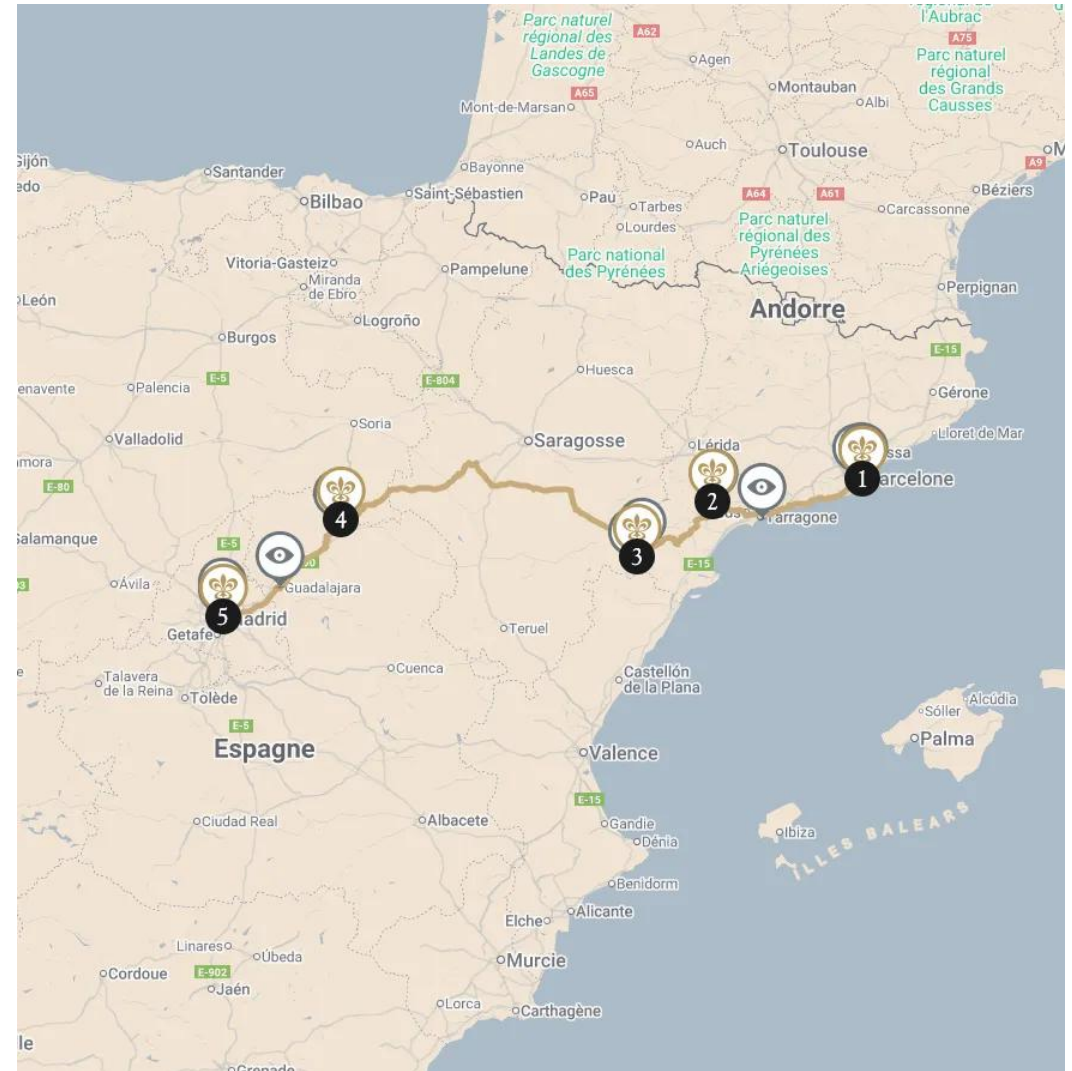 Parc naturel
régional des
Landes de
Gascogne
A62
l'Aubrac
A75
Parc naturel
régional
des Grands
Causses
Agen
A65
Montauban
Albi
Mont-de-Marsan
Auch
Toulouse
A9
Gijón
Santander
Bayonne
Bilbao
Saint-Sébastien
Pau
Tarbes
Lourdes
A64
A61
Béziers
Carcassonne
Parc naturel
régional des
Pyrénées
Ariégeoises
Parc national
des Pyrénées
Vitoria-Gasteiz
Miranda
de Ebro
Pampelune
Perpignan
León
Logroño
Andorre
Burgos
E-15
E-5
E-804
Huesca
Palencia
Gérone
Soria
Valladolid
Saragosse
Lérida
Lloret de Mar
E-80
1
arcelone
2
Tarragone
4
3
E-5
E-15
Ávila
Guadalajara
5
adrid
Getafe
Teruel
Cuenca
Talavera
de la Reina
Tolède
Castellón
de la Plana
E-5
Espagne
Valence
Alcúdia
Sóller
Palma
E-15
Ciudad Real
Albacete
Gandie
Dénia
Ibiza
ILLES BALEARS
Benidorm
Elche
Alicante
Linares
Úbeda
Murcie
Cordoue
E-902
Jaén
Lorca
Carthagène